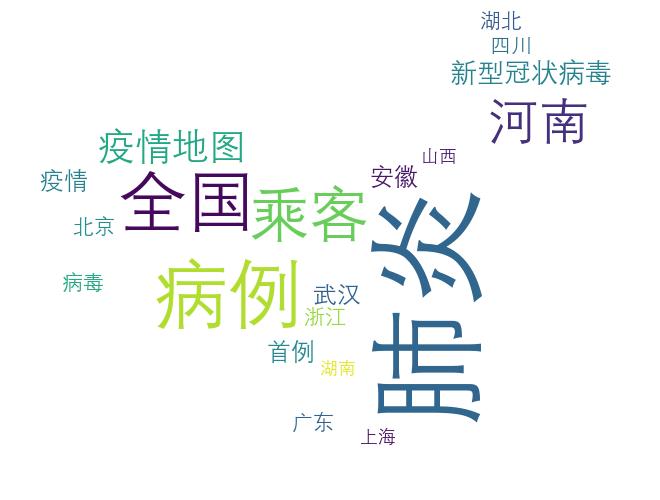 湖北
四川
新型冠状病毒
河南
疫情地图
山西
安徽
疫情
全国
乘客
北京
肺炎
病毒
病例
武汉
浙江
首例
湖南
广东
上海